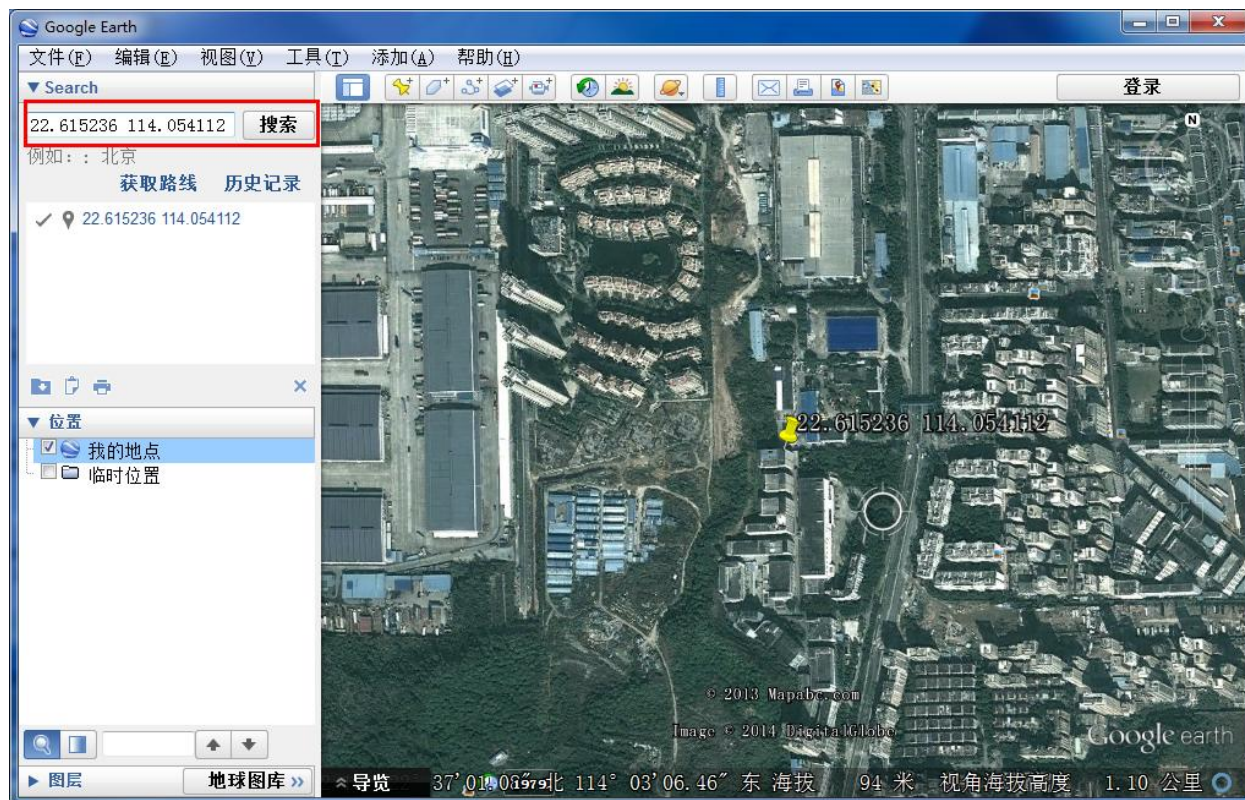 Google Earth
文件(F) 编辑(E) 视图(V) 工具(T) 添加(A) 帮助(H)
▼ Search
登录
22.615236 114.054112 搜索
例如：：北京
获取路线 历史记录
22.615236 114.054112
▼ 位置
我的地点
临时位置
22.615236 114.054112
© 2013 Mapabc.com
Image © 2014 DigitalGlobe
Google earth
N
▶ 图层 地球图库 »
导览 37'01.08" 北 114° 03'06.46" 东 海拔 94 米 视角海拔高度 1.10 公里
1979